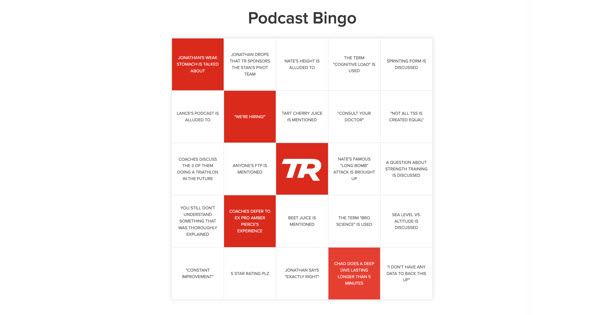 Podcast Bingo
JONATHAN'S WEAK
STOMACH IS TALKED
ABOUT
JONATHAN DROPS
THAT TR SPONSORS
THE STAN'S PIVOT
TEAM
NATE'S HEIGHT IS
ALLUDED TO
THE TERM
"COGNITIVE LOAD" IS
USED
SPRINTING FORM IS
DISCUSSED
LANCE'S PODCAST IS
ALLUDED TO
"WE'RE HIRING!"
TART CHERRY JUICE
IS MENTIONED
"CONSULT YOUR
DOCTOR"
"NOT ALL TSS IS
CREATED EQUAL"
COACHES DISCUSS
THE 3 OF THEM
DOING A TRIATHLON
IN THE FUTURE
ANYONE'S FTP IS
MENTIONED
TR
NATE'S FAMOUS
"LONG BOMB"
ATTACK IS BROUGHT
UP
A QUESTION ABOUT
STRENGTH TRAINING
IS DISCUSSED
YOU STILL DON'T
UNDERSTAND
SOMETHING THAT
WAS THOROUGHLY
EXPLAINED
COACHES DEFER TO
EX PRO AMBER
PIERCE'S
EXPERIENCE
BEET JUICE IS
MENTIONED
THE TERM "BRO
SCIENCE" IS USED
SEA LEVEL VS.
ALTITUDE IS
DISCUSSED
"CONSTANT
IMPROVEMENT"
5 STAR RATING PLZ
JONATHAN SAYS
"EXACTLY RIGHT"
CHAD DOES A DEEP
DIVE LASTING
LONGER THAN 5
MINUTES
"I DON'T HAVE ANY
DATA TO BACK THIS
UP"